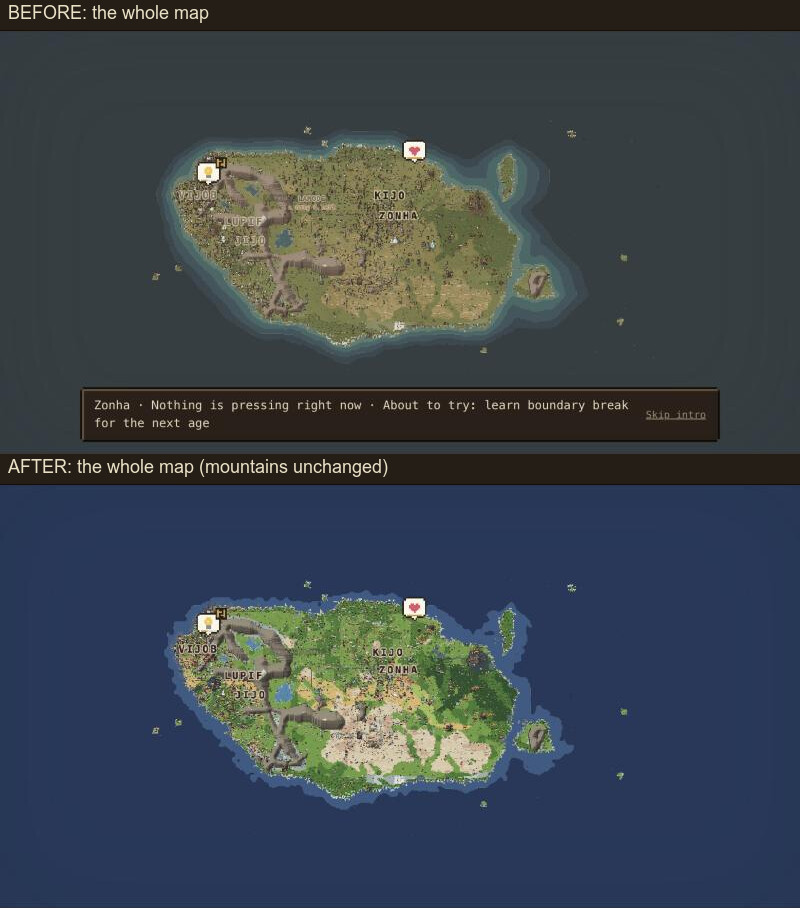 BEFORE: the whole map
VIJOB
KIJO
ZONHA
LUPIF
JIJO
Zonha · Nothing is pressing right now · About to try: learn boundary break
for the next age
Skip intro
AFTER: the whole map (mountains unchanged)
VIJOB
KIJO
ZONHA
LUPIF
JIJO